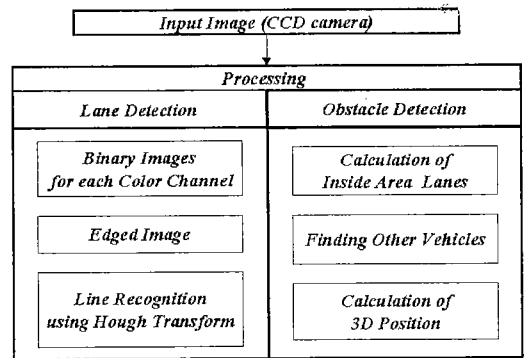 Input Image (CCD camera)
Processing
Lane Detection
Obstacle Detection
Binary Images
for each Color Channel
Edged Image
Line Recognition
using Hough Transform
Calculation of
Inside Area Lanes
Finding Other Vehicles
Calculation of
3D Position